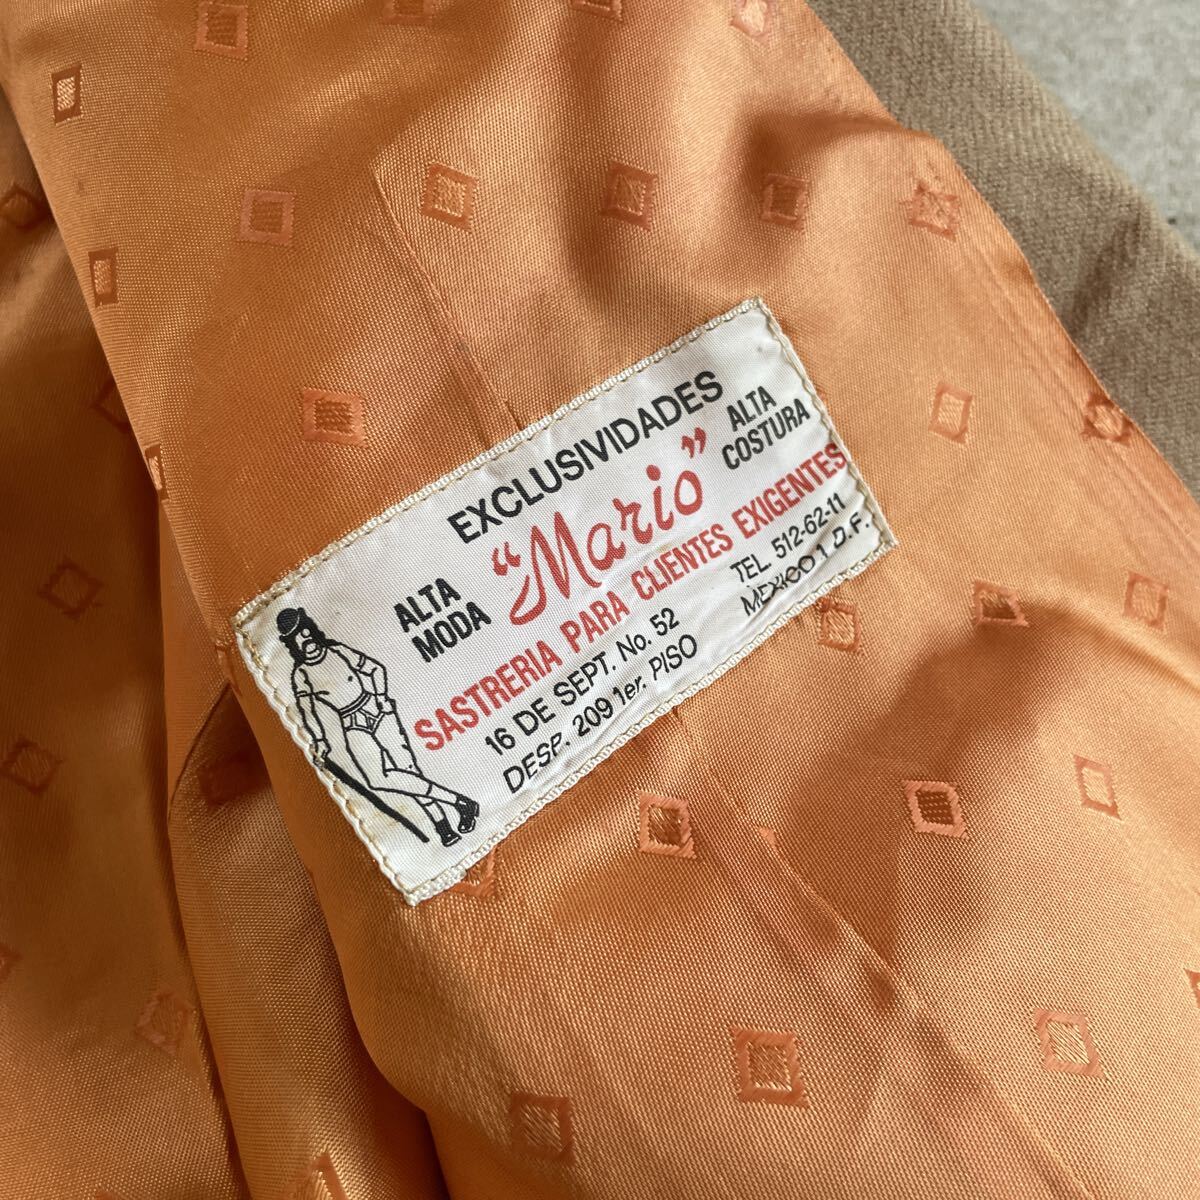 EXCLUSIVIDADES
ALTA MODA
"Mario"
ALTA COSTURA
SASTRERIA PARA CLIENTES EXIGENTES
16 DE SEPT. No. 52
TEL. 512-62-11
DESP. 209 1er. PISO
MEXICO 1, D.F.